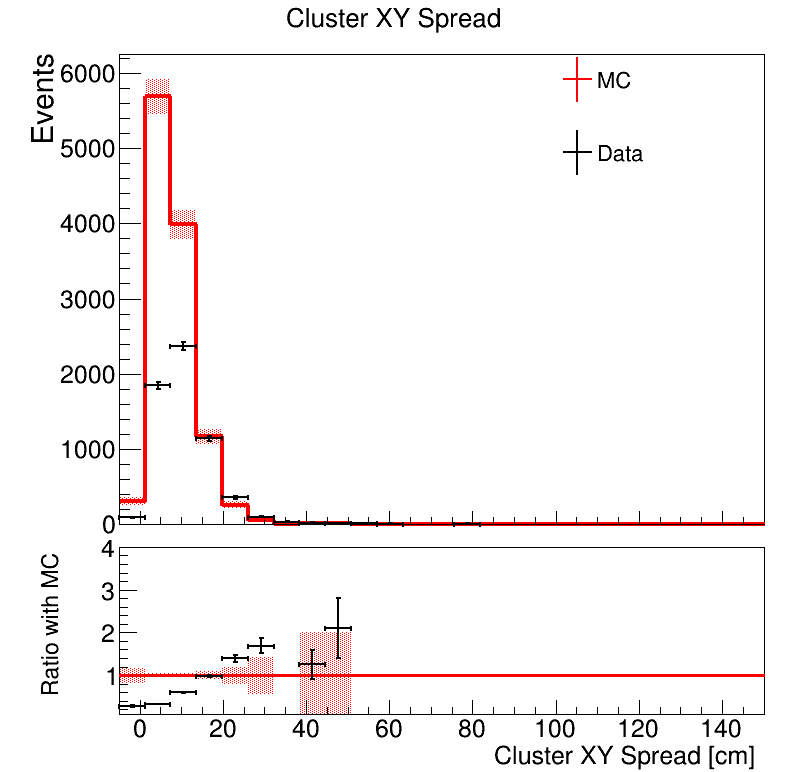 Cluster XY Spread
Events
6000
5000
4000
3000
2000
1000
0
MC
Data
Ratio with MC
4
3
2
1
0 20 40 60 80 100 120 140
Cluster XY Spread [cm]